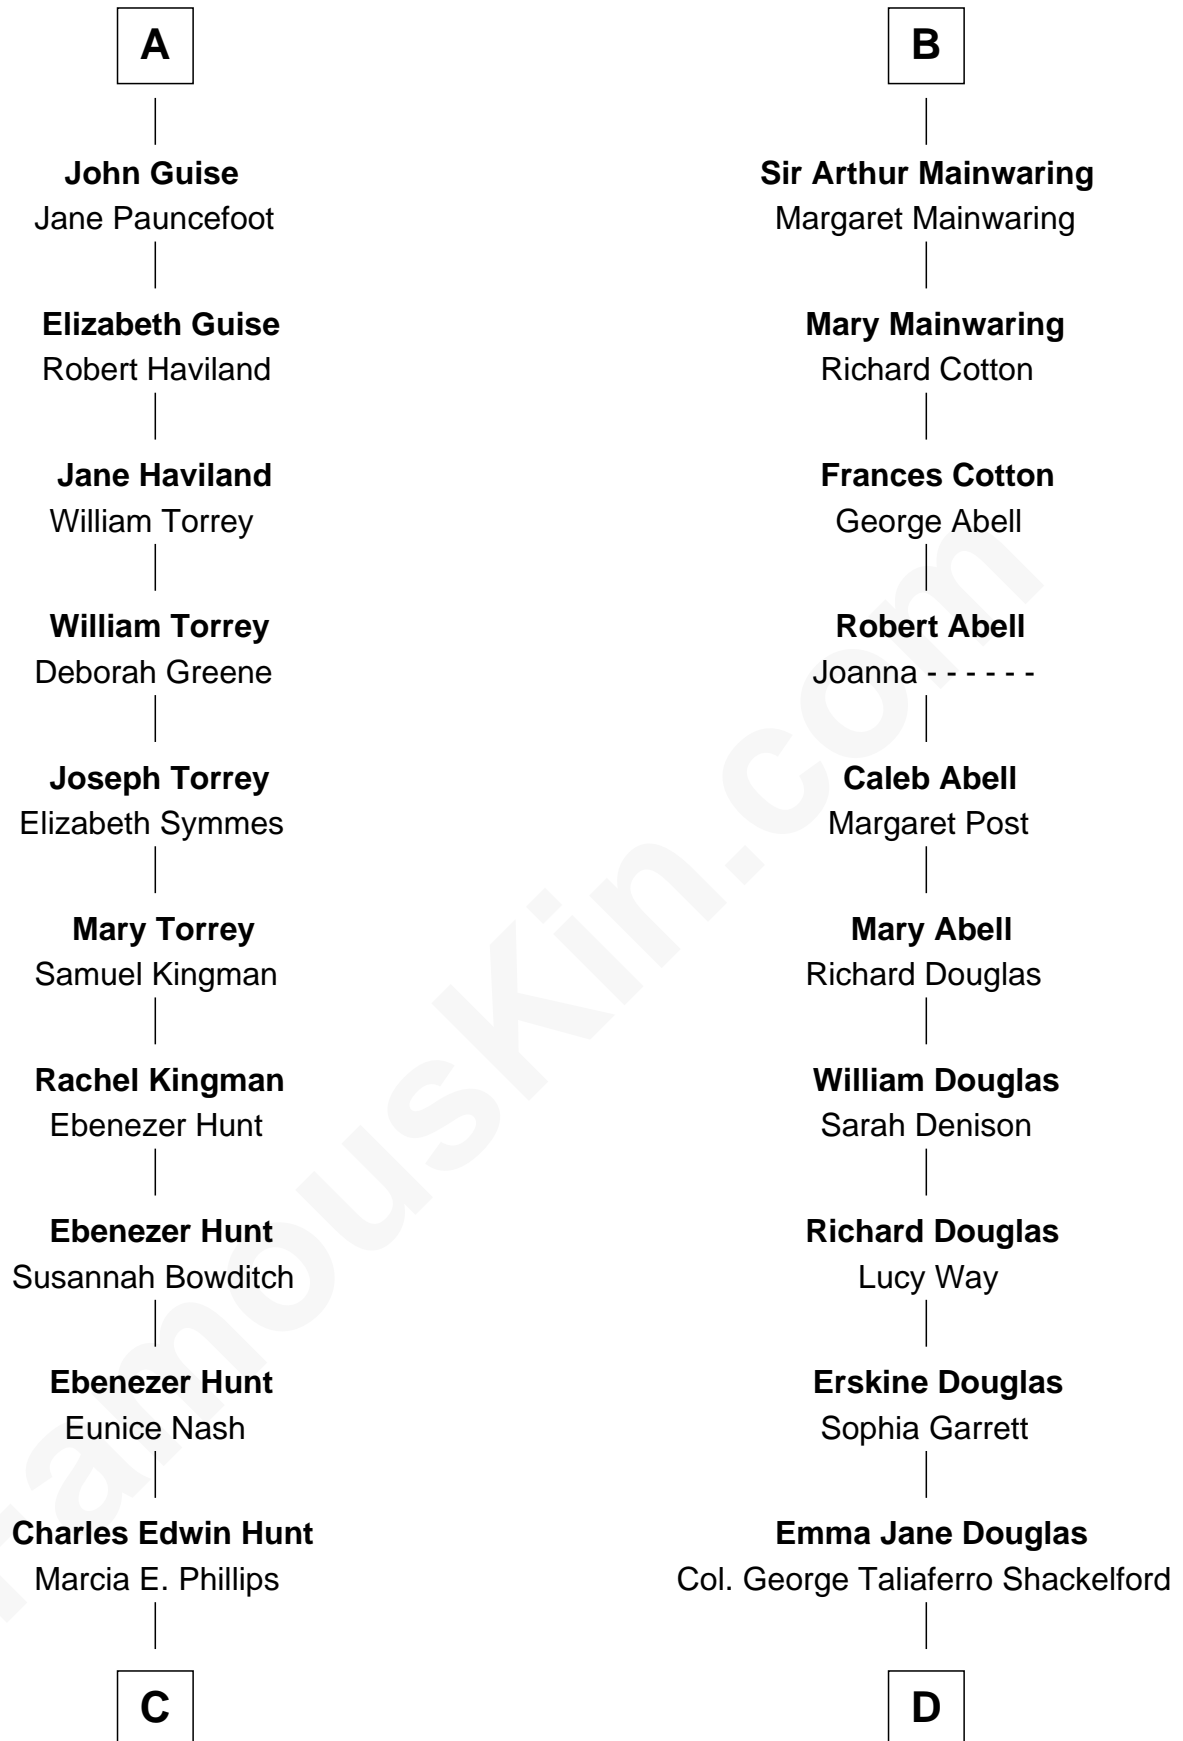 A
John Guise
Jane Pauncefoot
Elizabeth Guise
Robert Haviland
Jane Haviland
William Torrey
William Torrey
Deborah Greene
Joseph Torrey
Elizabeth Symmes
Mary Torrey
Samuel Kingman
Rachel Kingman
Ebenezer Hunt
Ebenezer Hunt
Susannah Bowditch
Ebenezer Hunt
Eunice Nash
Charles Edwin Hunt
Marcia E. Phillips
C
B
Sir Arthur Mainwaring
Margaret Mainwaring
Mary Mainwaring
Richard Cotton
Frances Cotton
George Abell
Robert Abell
Joanna - - - - - -
Caleb Abell
Margaret Post
Mary Abell
Richard Douglas
William Douglas
Sarah Denison
Richard Douglas
Lucy Way
Erskine Douglas
Sophia Garrett
Emma Jane Douglas
Col. George Taliaferro Shackelford
D
FamousKin.com